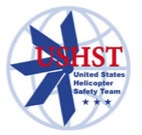 USHST
United States
Helicopter
Safety Team